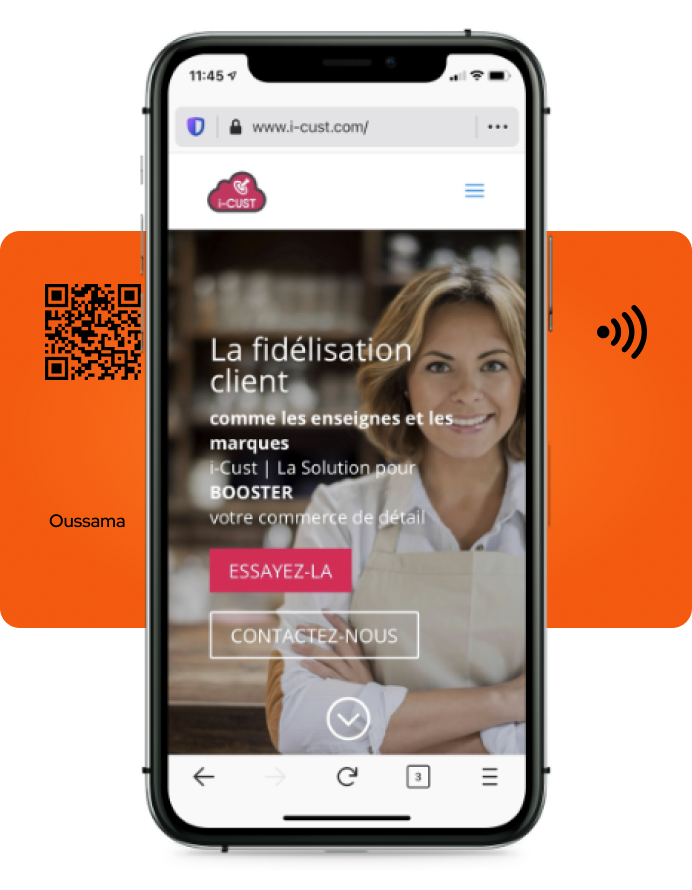 11:45
www.i-cust.com/
i-CUST
La fidélisation
client
comme les enseignes et les
marques
i-Cust | La Solution pour
BOOSTER
votre commerce de détail
Oussama
ESSAYEZ-LA
CONTACTEZ-NOUS
3